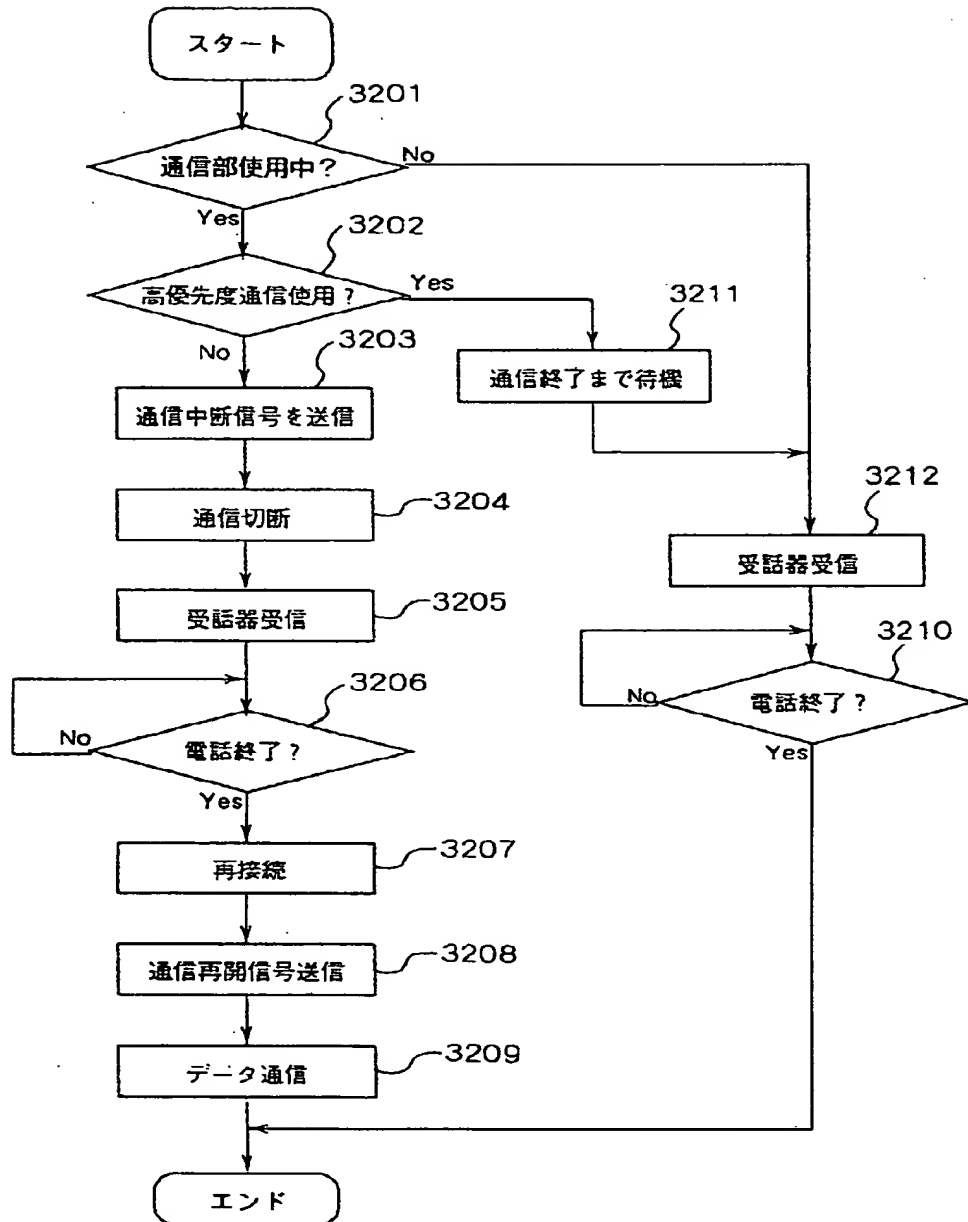 スタート
3201
通信部使用中?
No
Yes
3202
高優先度通信使用?
Yes
3211
No
3203
通信終了まで待機
通信中断信号を送信
3204
通信切断
3212
受話器受信
3205
受話器受信
3210
3206
No
電話終了?
No
電話終了?
Yes
Yes
3207
再接続
3208
通信再開信号送信
3209
データ通信
エンド